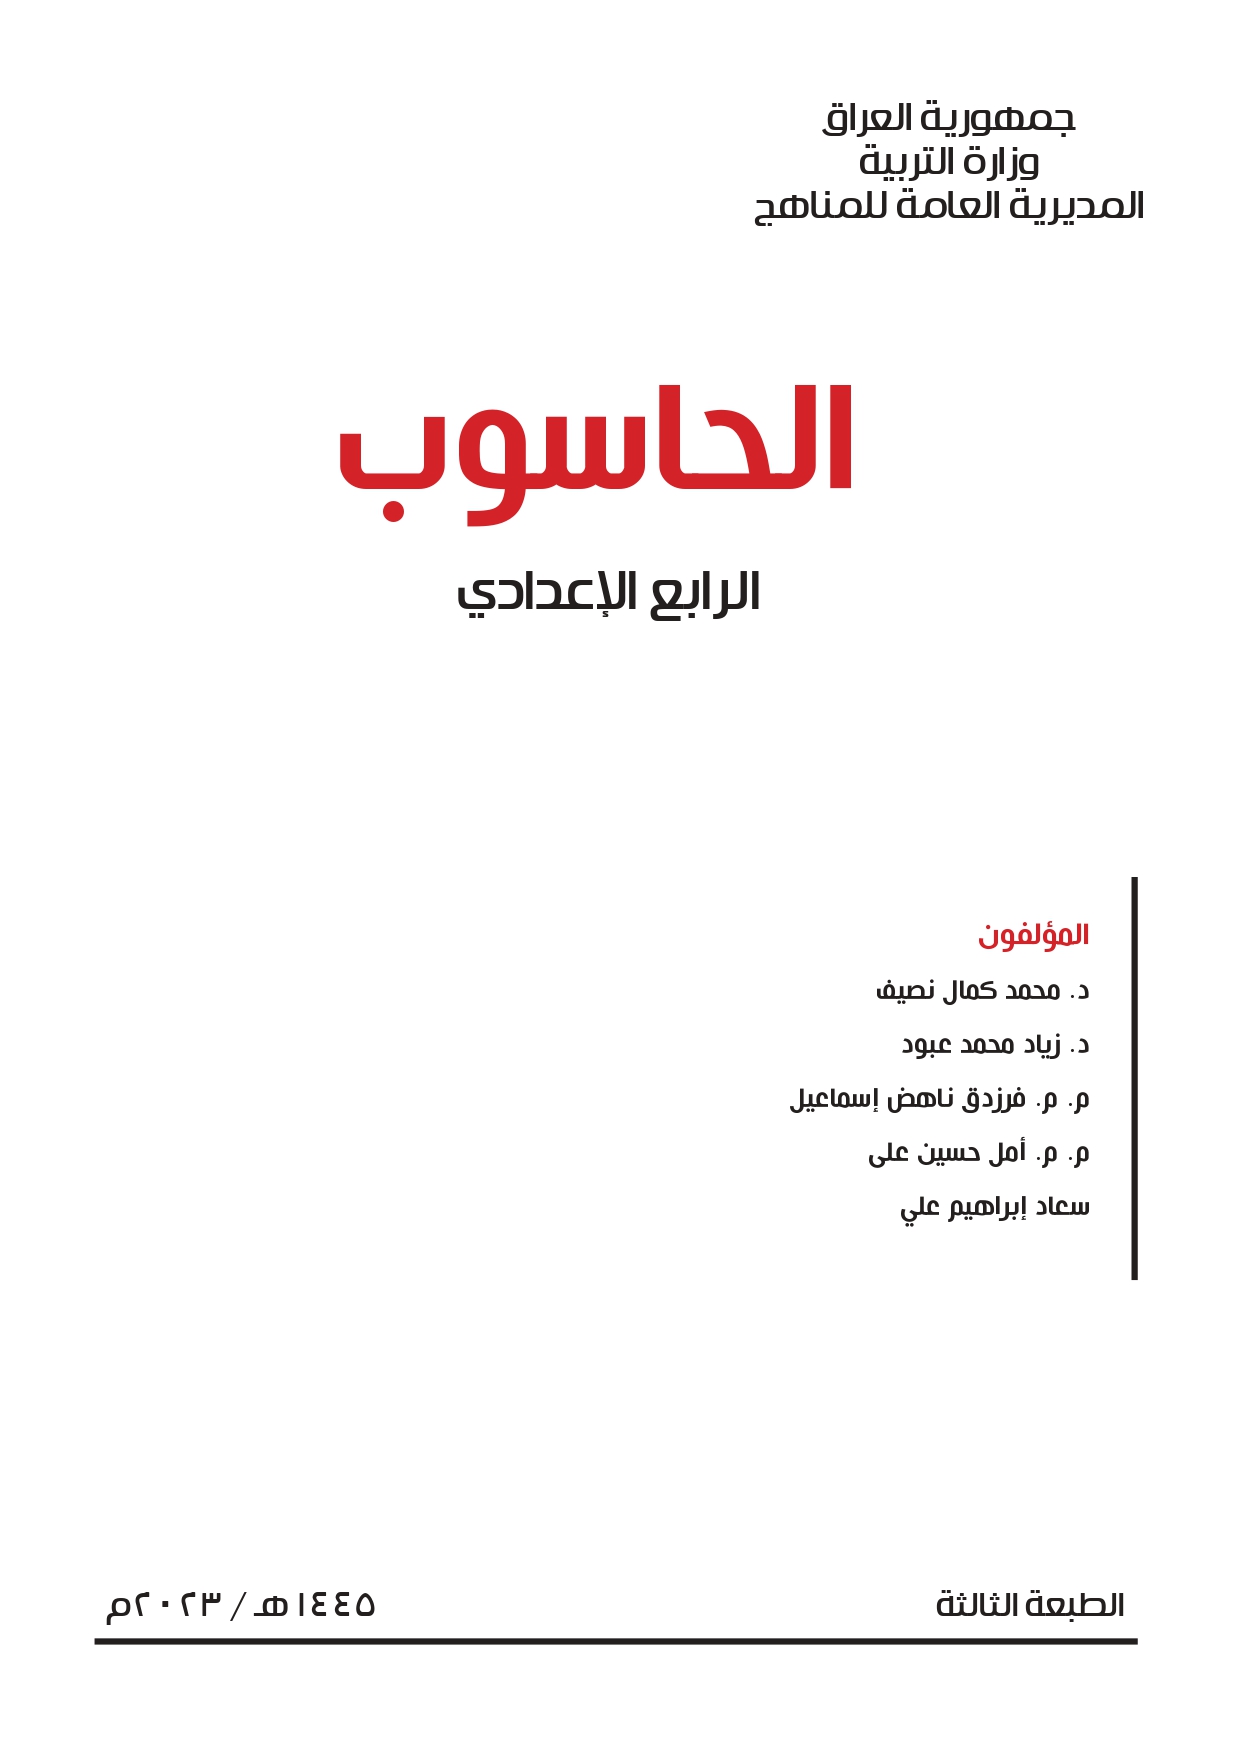 جمهورية العراق
وزارة التربية
المديرية العامة للمناهج
الحاسوب
الرابع الإعدادي
المؤلفون
د. محمد كمال نصيف
د. زياد محمد عبود
م. م. فرزدق ناهض إسماعيل
م. م. أمل حسين على
سعاد إبراهيم علي
الطبعة الثالثة
١٤٤٥هـ / ٢٠٢٣م